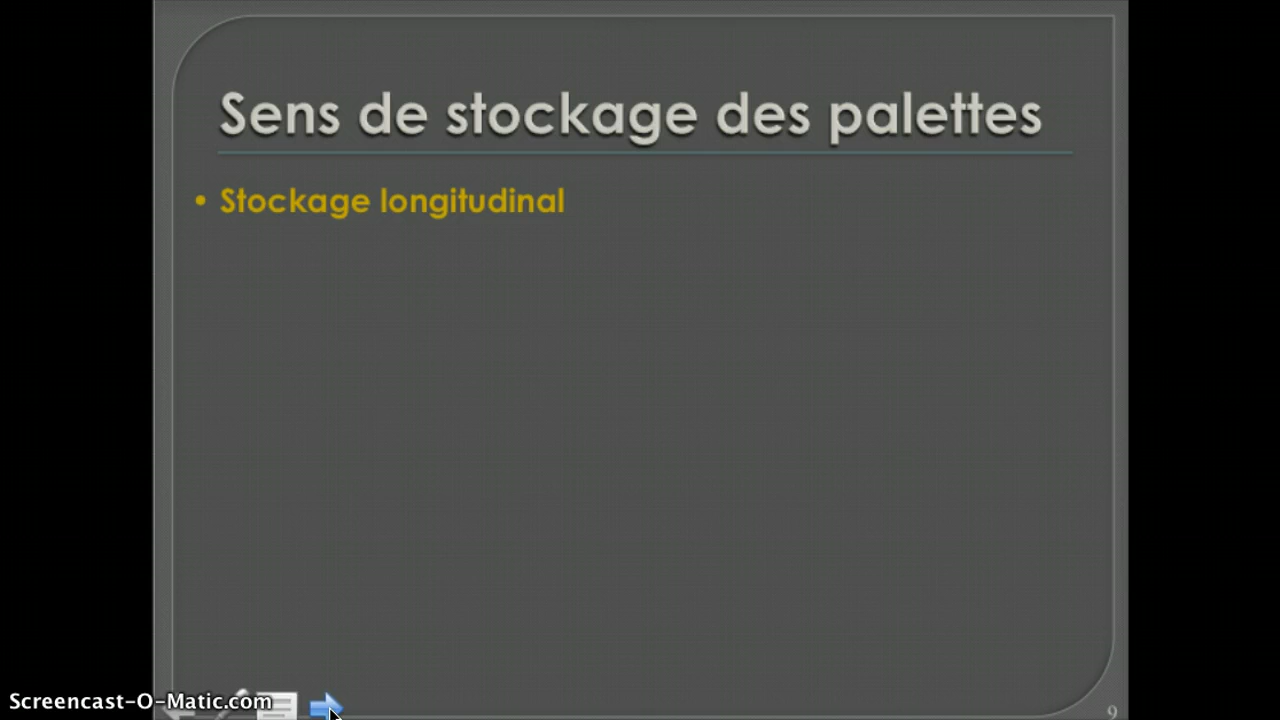 Sens de stockage des palettes
• Stockage longitudinal
Screencast-O-Matic.com
9